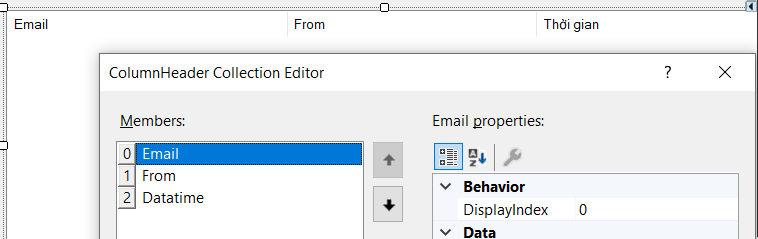 Email From Thời gian
ColumnHeader Collection Editor ? ×
Members: Email properties:
0 Email
1 From
2 Datatime
Behavior
DisplayIndex 0
Data